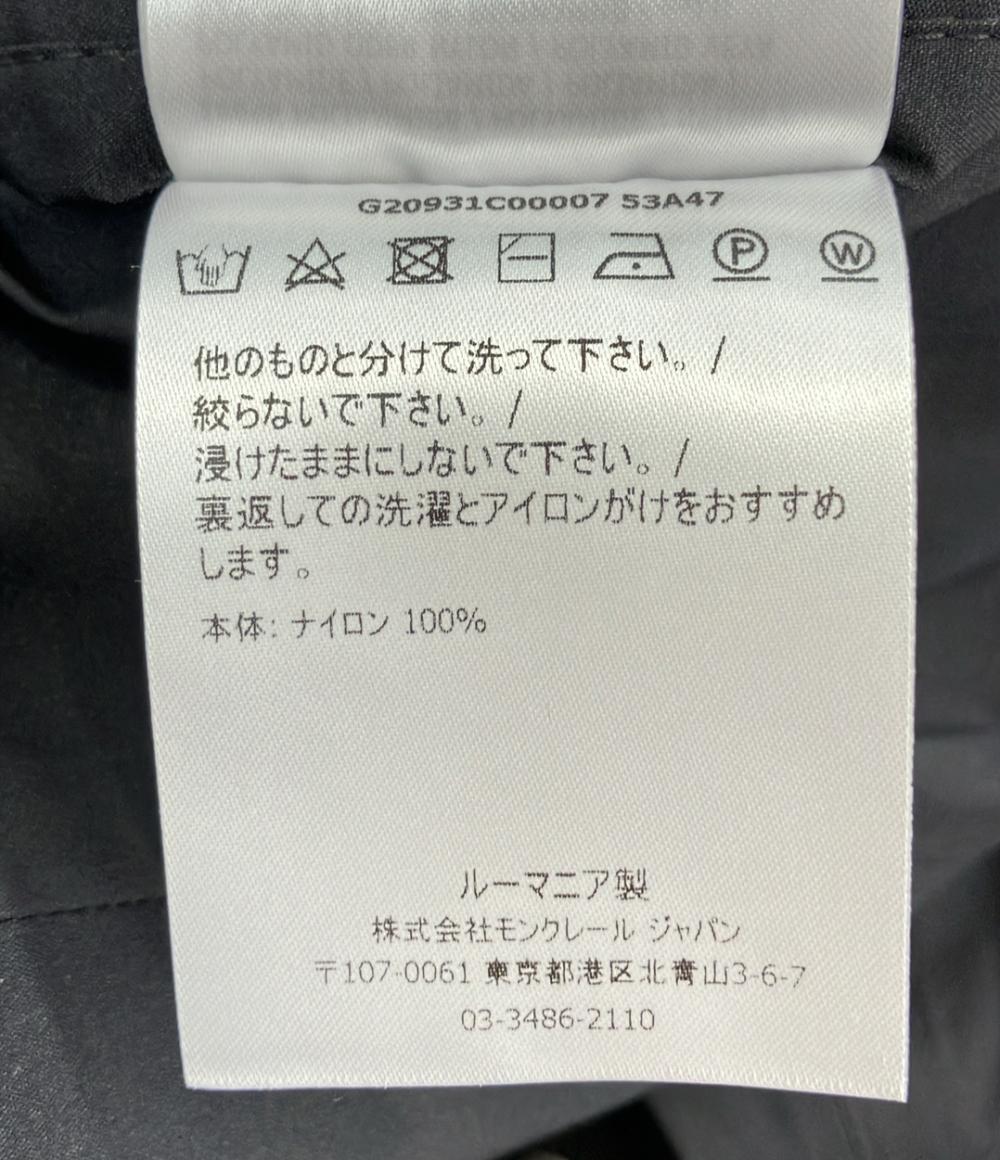 G20931C00007 53A47
P W
他のものと分けて洗って下さい。/
絞らないで下さい。/
浸けたままにしないで下さい。/
裏返しての洗濯とアイロンがけをおすすめ
します。
本体: ナイロン 100%
ルーマニア製
株式会社モンクレール ジャパン
〒107-0061 東京都港区北青山3-6-7
03-3486-2110